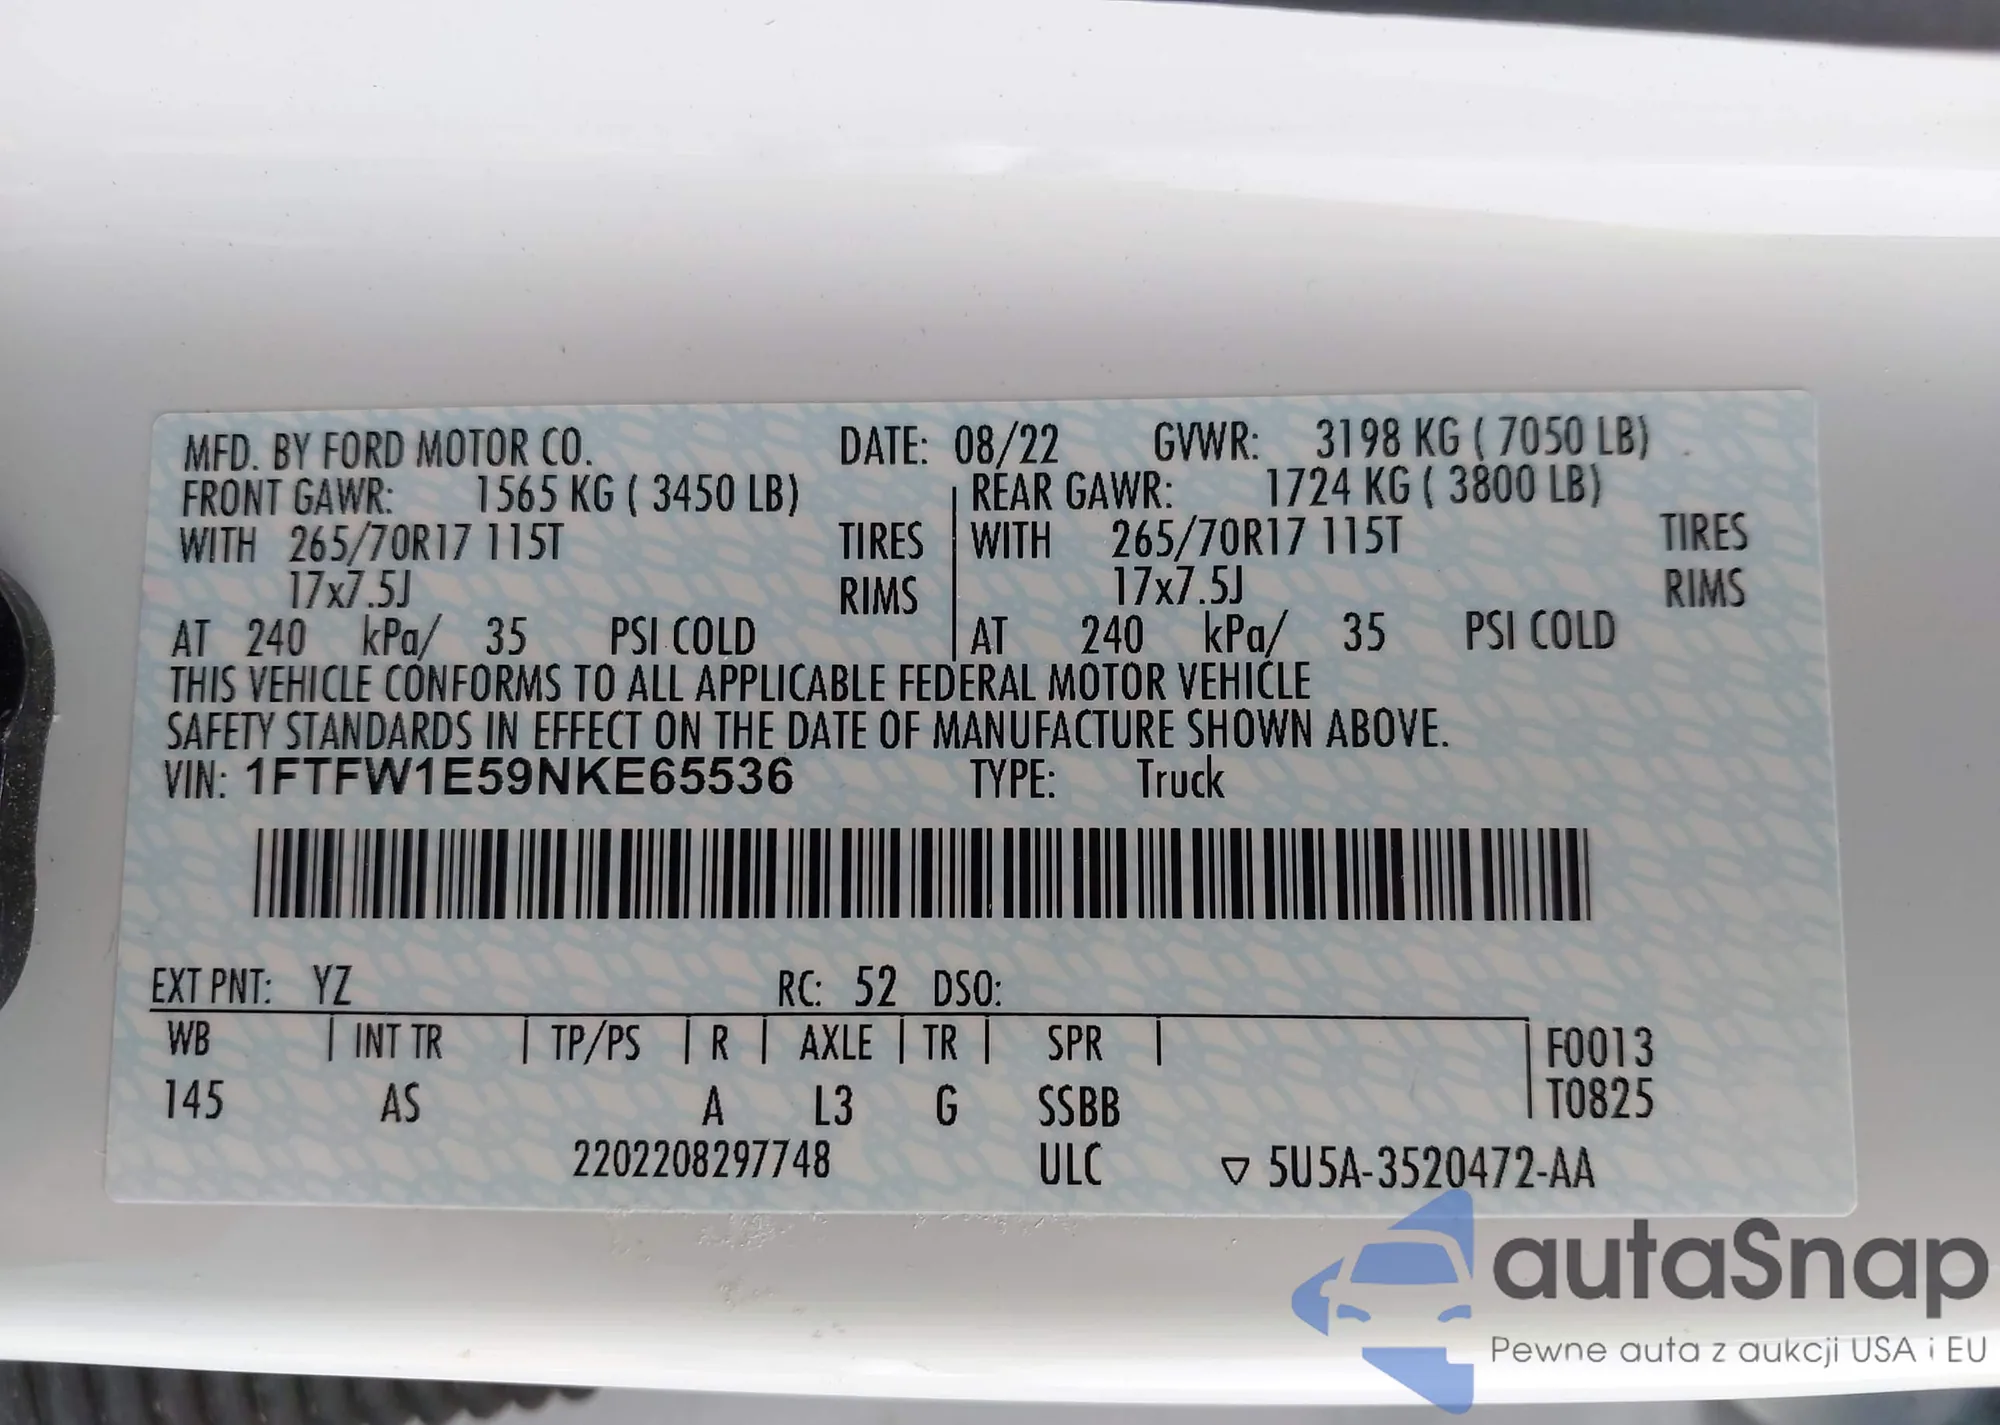 MFD. BY FORD MOTOR CO. DATE: 08/22 GVWR: 3198 KG ( 7050 LB)
FRONT GAWR: 1565 KG ( 3450 LB) REAR GAWR: 1724 KG ( 3800 LB)
WITH 265/70R17 115T TIRES WITH 265/70R17 115T TIRES
17x7.5J RIMS 17x7.5J RIMS
AT 240 kPa/ 35 PSI COLD AT 240 kPa/ 35 PSI COLD
THIS VEHICLE CONFORMS TO ALL APPLICABLE FEDERAL MOTOR VEHICLE
SAFETY STANDARDS IN EFFECT ON THE DATE OF MANUFACTURE SHOWN ABOVE.
VIN: 1FTFW1E59NKE65536 TYPE: Truck
EXT PNT: YZ RC: 52 DSO:
WB INT TR TP/PS R AXLE TR SPR F0013
145 AS A L3 G SSBB T0825
2202208297748 ULC ▽ 5U5A-3520472-AA
autaSnap
Pewne auta z aukcji USA i EU